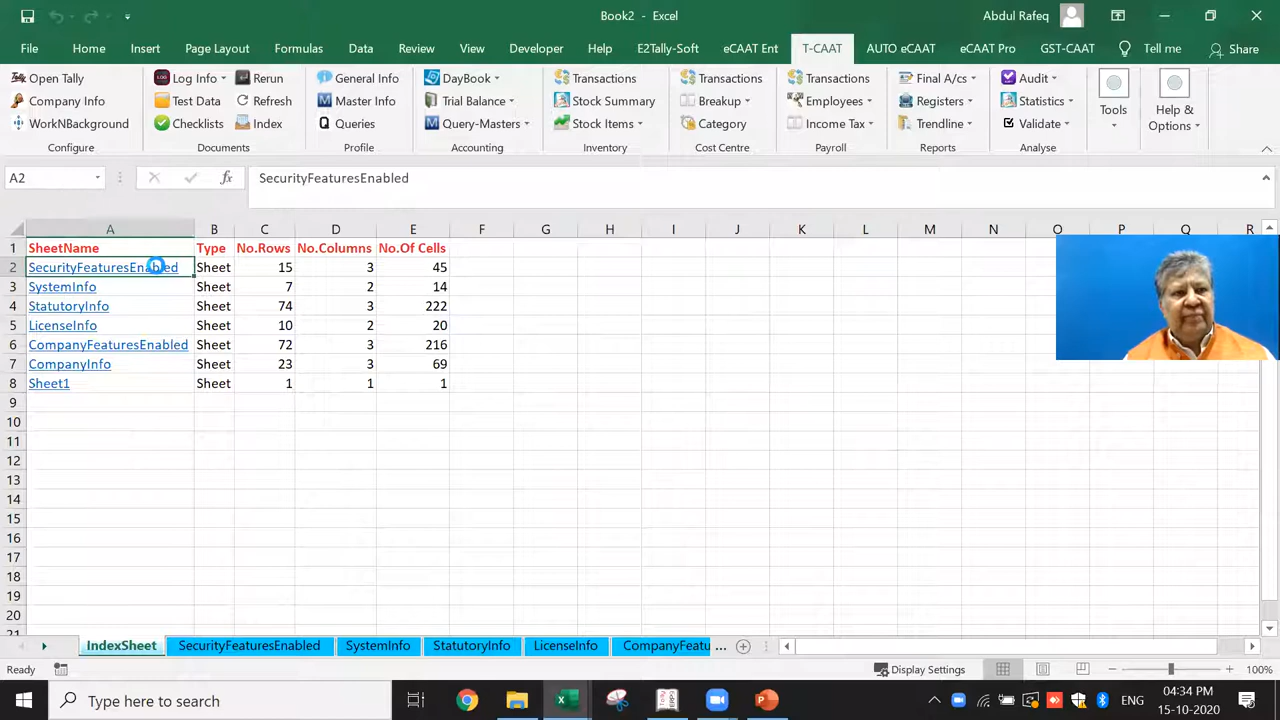 Book2 - Excel
Abdul Rafeq
File Home Insert Page Layout Formulas Data Review View Developer Help E2Tally-Soft eCAAT Ent T-CAAT AUTO eCAAT eCAAT Pro GST-CAAT Tell me Share
Open Tally
Company Info
WorkNBackground
Configure
Log Info Rerun
Test Data Refresh
Checklists Index
Documents
General Info
Master Info
Queries
Profile
DayBook
Trial Balance
Query-Masters
Accounting
Transactions
Stock Summary
Stock Items
Inventory
Transactions
Breakup
Category
Cost Centre
Transactions
Employees
Income Tax
Payroll
Final A/cs
Registers
Trendline
Reports
Audit
Statistics
Validate
Analyse
Tools
Help &
Options
A2 fx SecurityFeaturesEnabled
A B C D E F G H I J K L M N O P Q R
1 SheetName Type No.Rows No.Columns No.Of Cells
2 SecurityFeaturesEnabled Sheet 15 3 45
3 SystemInfo Sheet 7 2 14
4 StatutoryInfo Sheet 74 3 222
5 LicenseInfo Sheet 10 2 20
6 CompanyFeaturesEnabled Sheet 72 3 216
7 CompanyInfo Sheet 23 3 69
8 Sheet1 Sheet 1 1 1
9
10
11
12
13
14
15
16
17
18
19
20
21
IndexSheet SecurityFeaturesEnabled SystemInfo StatutoryInfo LicenseInfo CompanyFeatu ...
Ready Display Settings 100%
Type here to search ENG 04:34 PM
15-10-2020